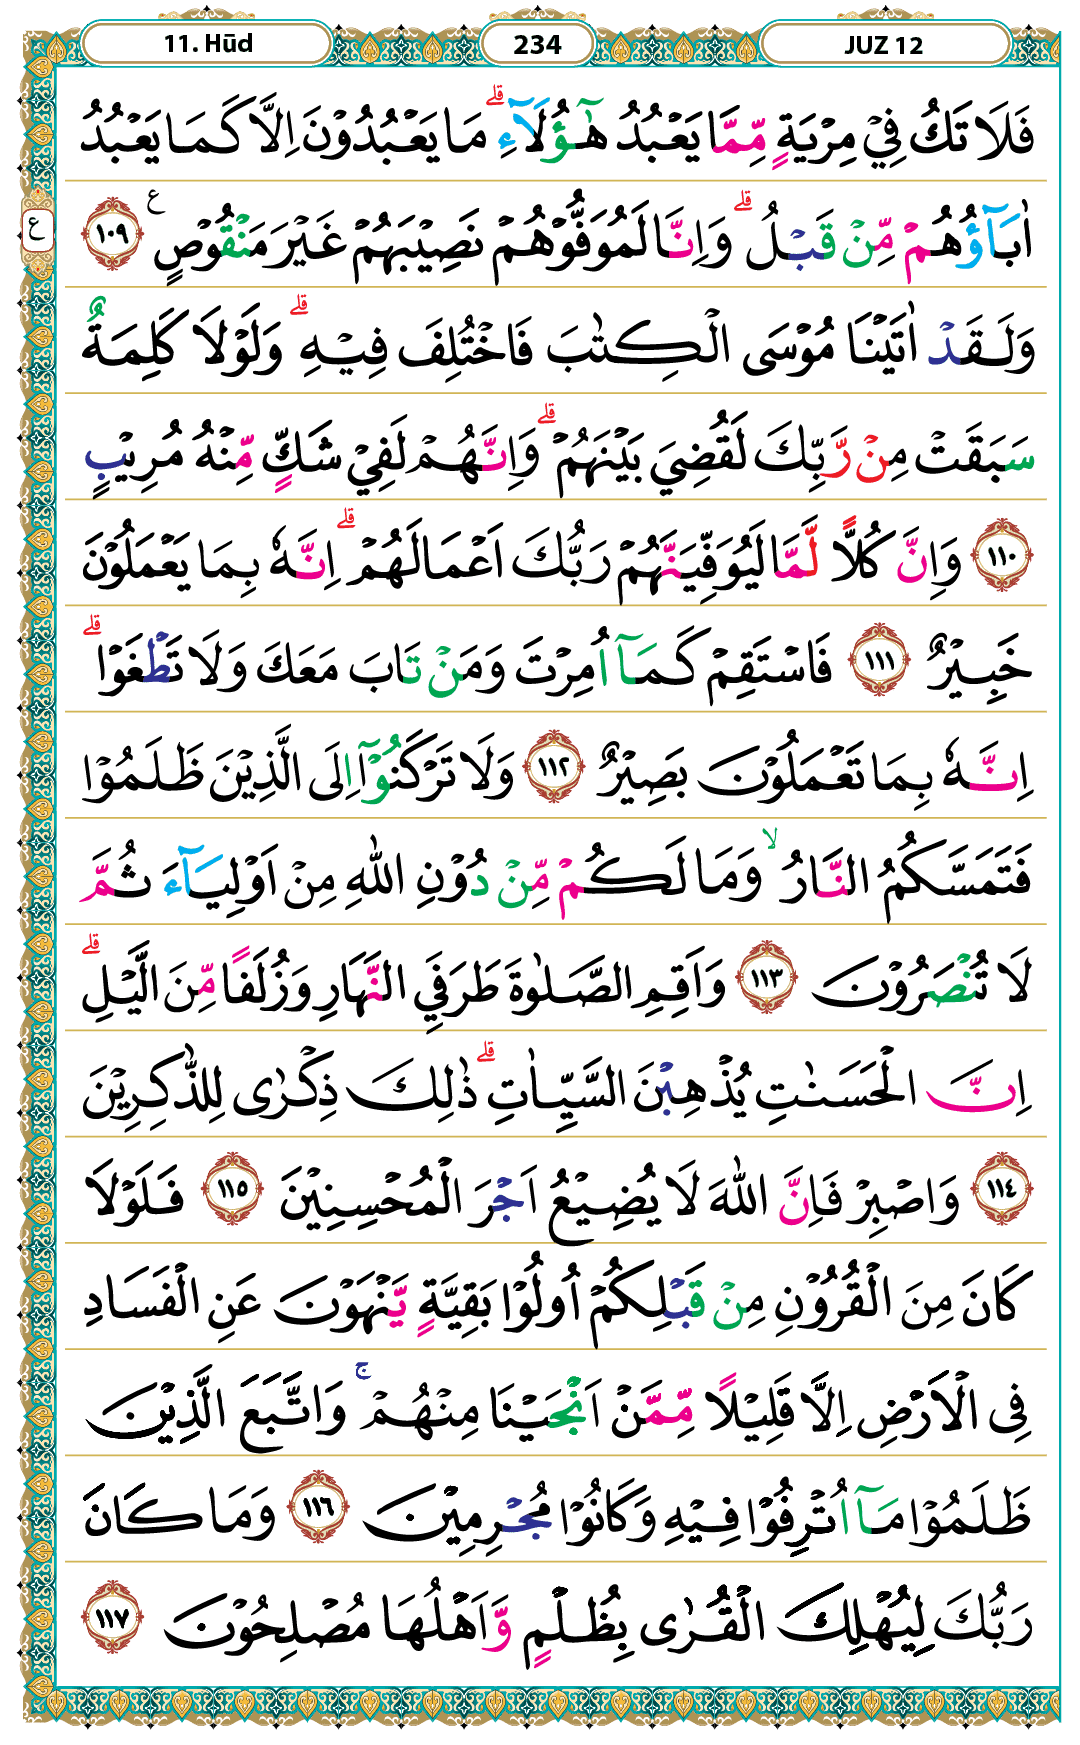 11. Hūd
234
JUZ 12
فَلَا تَكُ فِيْ مِرْيَةٍ مِّمَّا يَعْبُدُ هٰٓؤُلَآءِ ۗ مَا يَعْبُدُوْنَ اِلَّا كَمَا يَعْبُدُ
اٰبَآؤُهُمْ مِّنْ قَبْلُ ۗ وَاِنَّا لَمُوَفُّوْهُمْ نَصِيْبَهُمْ غَيْرَ مَنْقُوْصٍ ࣖ ١٠٩
ع
وَلَقَدْ اٰتَيْنَا مُوْسَى الْكِتٰبَ فَاخْتُلِفَ فِيْهِ ۗ وَلَوْلَا كَلِمَةٌ
سَبَقَتْ مِنْ رَّبِّكَ لَقُضِيَ بَيْنَهُمْ ۗ وَاِنَّهُمْ لَفِيْ شَكٍّ مِّنْهُ مُرِيْبٍ
١١٠ وَاِنَّ كُلًّا لَّمَّا لَيُوَفِّيَنَّهُمْ رَبُّكَ اَعْمَالَهُمْ ۗ اِنَّهٗ بِمَا يَعْمَلُوْنَ
خَبِيْرٌ ١١١ فَاسْتَقِمْ كَمَآ اُمِرْتَ وَمَنْ تَابَ مَعَكَ وَلَا تَطْغَوْا ۗ
اِنَّهٗ بِمَا تَعْمَلُوْنَ بَصِيْرٌ ١١٢ وَلَا تَرْكَنُوْٓا اِلَى الَّذِيْنَ ظَلَمُوْا
فَتَمَسَّكُمُ النَّارُ ۙ وَمَا لَكُمْ مِّنْ دُوْنِ اللّٰهِ مِنْ اَوْلِيَآءَ ثُمَّ
لَا تُنْصَرُوْنَ ١١٣ وَاَقِمِ الصَّلٰوةَ طَرَفَيِ النَّهَارِ وَزُلَفًا مِّنَ الَّيْلِ ۗ
اِنَّ الْحَسَنٰتِ يُذْهِبْنَ السَّيِّاٰتِ ۗ ذٰلِكَ ذِكْرٰى لِلذّٰكِرِيْنَ
١١٤ وَاصْبِرْ فَاِنَّ اللّٰهَ لَا يُضِيْعُ اَجْرَ الْمُحْسِنِيْنَ ١١٥ فَلَوْلَا
كَانَ مِنَ الْقُرُوْنِ مِنْ قَبْلِكُمْ اُولُوْا بَقِيَّةٍ يَّنْهَوْنَ عَنِ الْفَسَادِ
فِى الْاَرْضِ اِلَّا قَلِيْلًا مِّمَّنْ اَنْجَيْنَا مِنْهُمْ ۚ وَاتَّبَعَ الَّذِيْنَ
ظَلَمُوْا مَآ اُتْرِفُوْا فِيْهِ وَكَانُوْا مُجْرِمِيْنَ ١١٦ وَمَا كَانَ
رَبُّكَ لِيُهْلِكَ الْقُرٰى بِظُلْمٍ وَّاَهْلُهَا مُصْلِحُوْنَ ١١٧